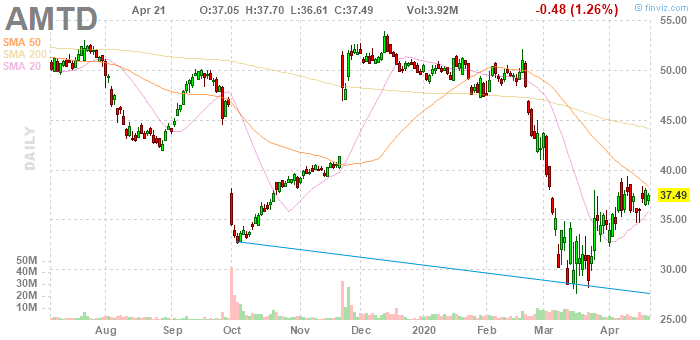 AMTD
Apr 21 O:37.05 H:37.70 L:36.61 C:37.49 Vol:3.92M -0.48 (1.26%)
© finviz.com
SMA 50
SMA 200
SMA 20
DAILY
55.00
50.00
45.00
40.00
37.49
35.00
30.00
25.00
50M
40M
30M
20M
10M
Aug Sep Oct Nov Dec 2020 Feb Mar Apr